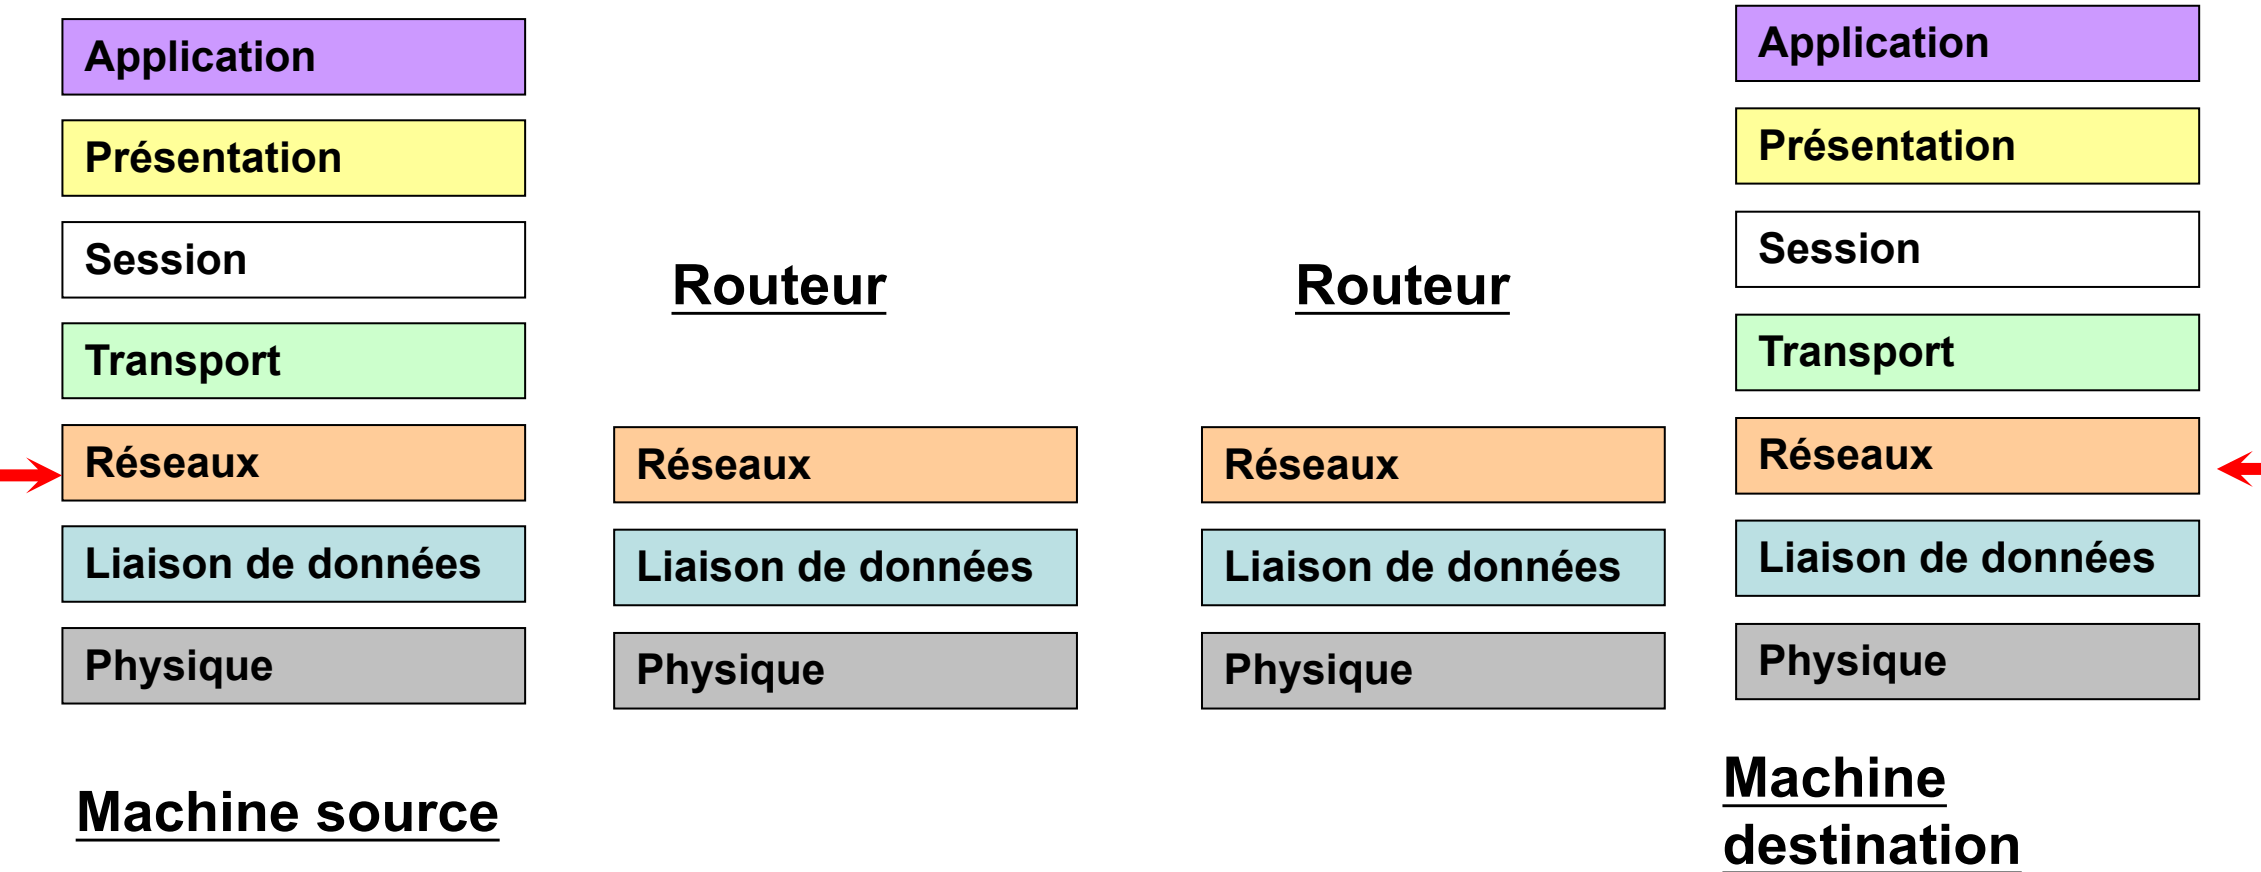 Application
Présentation
Session
Transport
Réseaux
Liaison de données
Physique
Machine source
Routeur
Réseaux
Liaison de données
Physique
Routeur
Réseaux
Liaison de données
Physique
Application
Présentation
Session
Transport
Réseaux
Liaison de données
Physique
Machine
destination